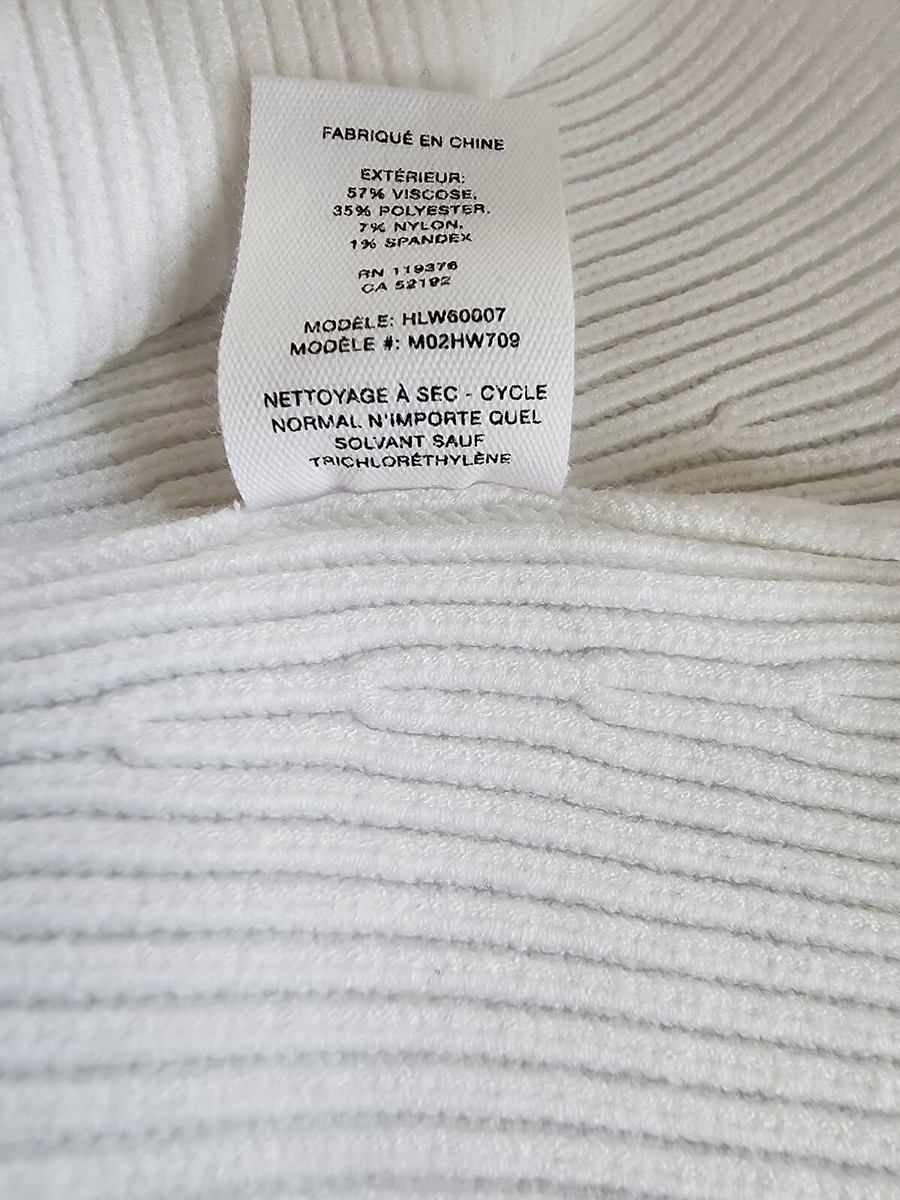 FABRIQUÉ EN CHINE
EXTÉRIEUR:
57% VISCOSE,
35% POLYESTER.
7% NYLON,
1% SPANDEX
RN 119376
CA 52192
MODÈLE: HLW60007
MODÈLE #: M02HW709
NETTOYAGE À SEC - CYCLE
NORMAL N'IMPORTE QUEL
SOLVANT SAUF
TRICHLORÉTHYLÈNE